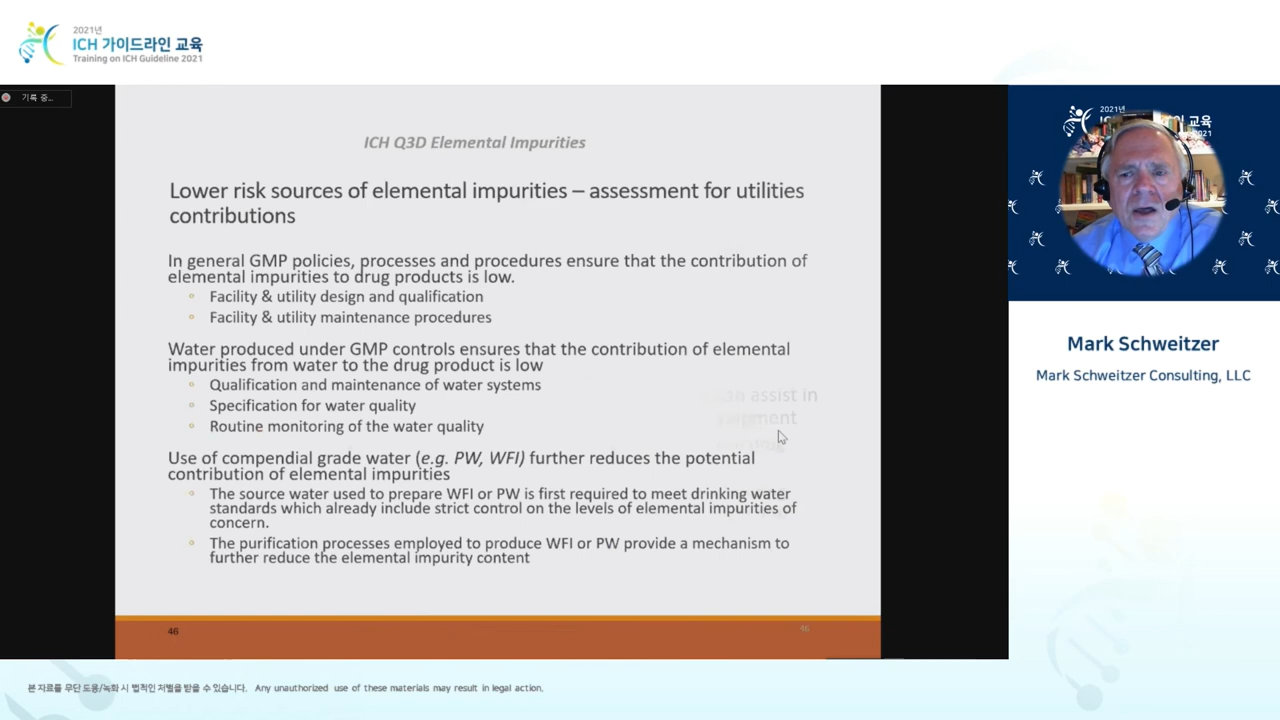 2021년
ICH 가이드라인 교육
Training on ICH Guideline 2021
기록 중...
ICH Q3D Elemental Impurities
Lower risk sources of elemental impurities – assessment for utilities
contributions
In general GMP policies, processes and procedures ensure that the contribution of
elemental impurities to drug products is low.
Facility & utility design and qualification
Facility & utility maintenance procedures
Water produced under GMP controls ensures that the contribution of elemental
impurities from water to the drug product is low
Qualification and maintenance of water systems
Specification for water quality
Routine monitoring of the water quality
assist in
Use of compendial grade water (e.g. PW, WFI) further reduces the potential
contribution of elemental impurities
The source water used to prepare WFI or PW is first required to meet drinking water
standards which already include strict control on the levels of elemental impurities of
concern.
The purification processes employed to produce WFI or PW provide a mechanism to
further reduce the elemental impurity content
46
46
2021년
교육
2021
Mark Schweitzer
Mark Schweitzer Consulting, LLC
본 자료를 무단 도용/녹화 시 법적인 처벌을 받을 수 있습니다. Any unauthorized use of these materials may result in legal action.